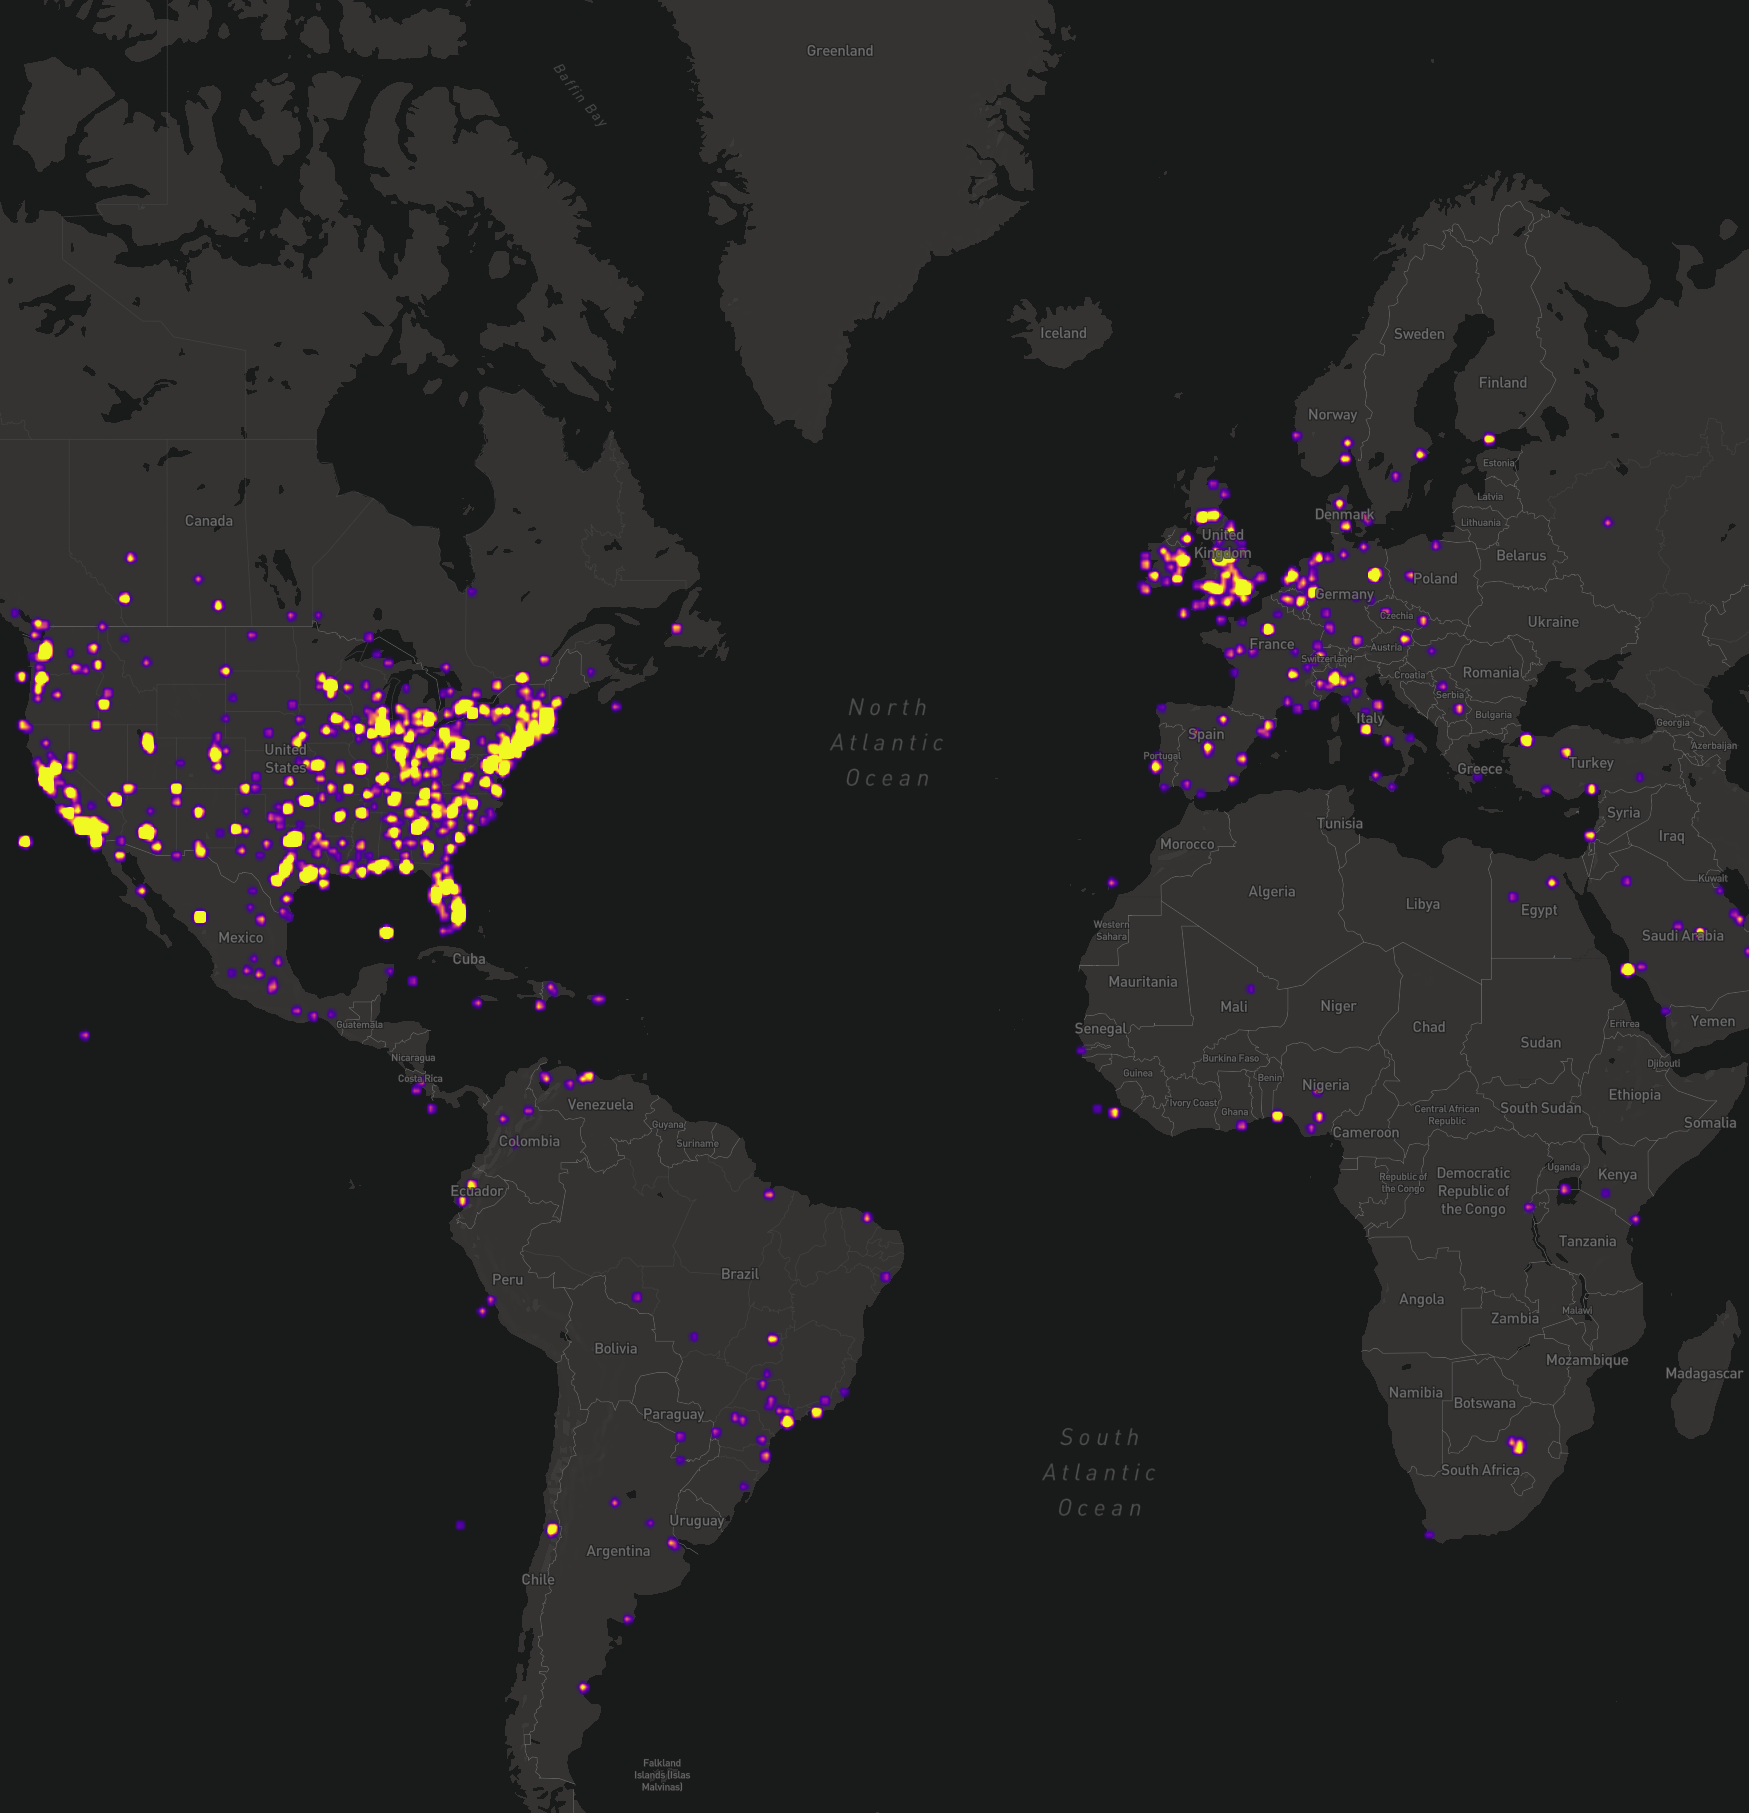 Greenland
Baffin Bay
Iceland
Sweden
Finland
Norway
Estonia
Latvia
Canada
Denmark
Lithuania
United
Kingdom
Belarus
Poland
Germany
Czechia
Ukraine
France
Austria
Switzerland
Romania
Croatia
Serbia
North
Atlantic
Ocean
Italy
Bulgaria
Georgia
Spain
Azerbaijan
United
States
Portugal
Greece
Turkey
Syria
Tunisia
Iraq
Morocco
Kuwait
Algeria
Libya
Egypt
Western
Sahara
Mexico
Saudi Arabia
Cuba
Mauritania
Mali
Niger
Guatemala
Senegal
Chad
Eritrea
Yemen
Sudan
Nicaragua
Burkina Faso
Djibouti
Guinea
Costa Rica
Benin
Nigeria
Ethiopia
Venezuela
Ivory Coast
Ghana
Central African
Republic
South Sudan
Guyana
Somalia
Suriname
Cameroon
Colombia
Uganda
Republic of
the Congo
Democratic
Republic of
the Congo
Kenya
Ecuador
Tanzania
Peru
Brazil
Angola
Malawi
Zambia
Bolivia
Mozambique
Madagascar
Namibia
Botswana
Paraguay
South
Atlantic
Ocean
South Africa
Uruguay
Argentina
Chile
Falkland
Islands (Islas
Malvinas)